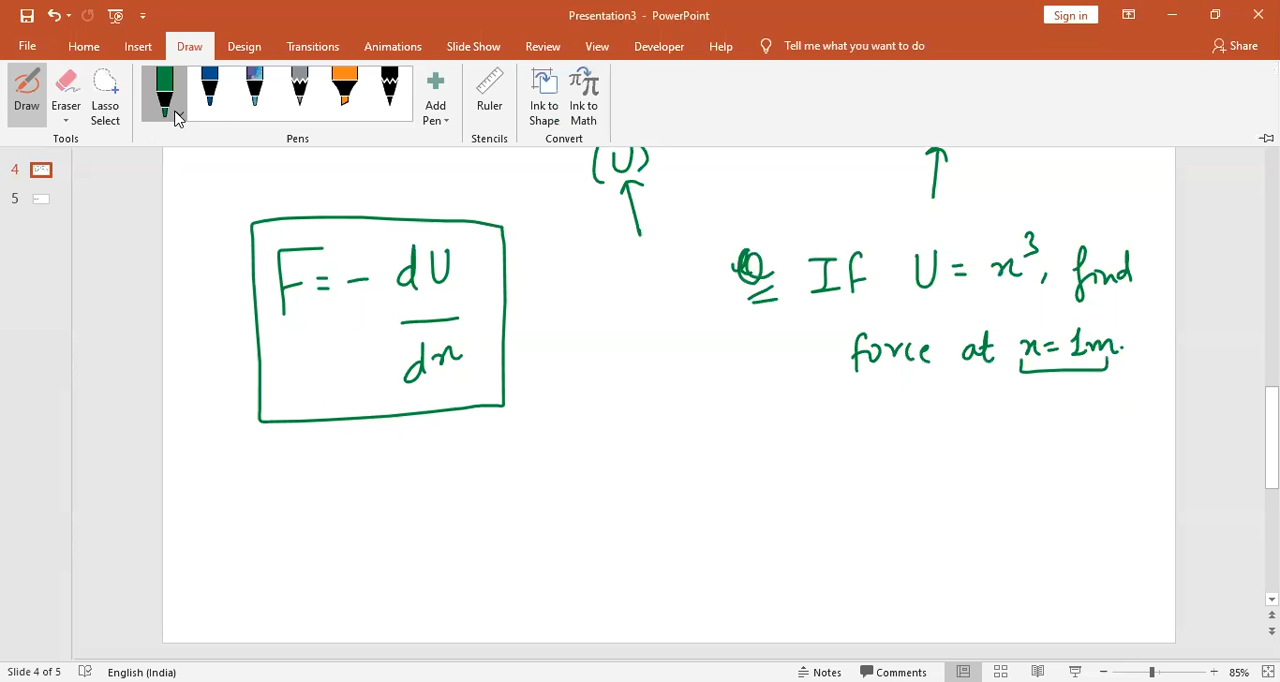 Presentation3 - PowerPoint
Sign in
File Home Insert Draw Design Transitions Animations Slide Show Review View Developer Help Tell me what you want to do Share
Draw Eraser Lasso Select Add Pen Ruler Ink to Shape Ink to Math
Tools Pens Stencils Convert
4
5
(U)
F = - dU
dx
Q If U = x³, find
force at x = 1m.
Slide 4 of 5 English (India) Notes Comments 85%